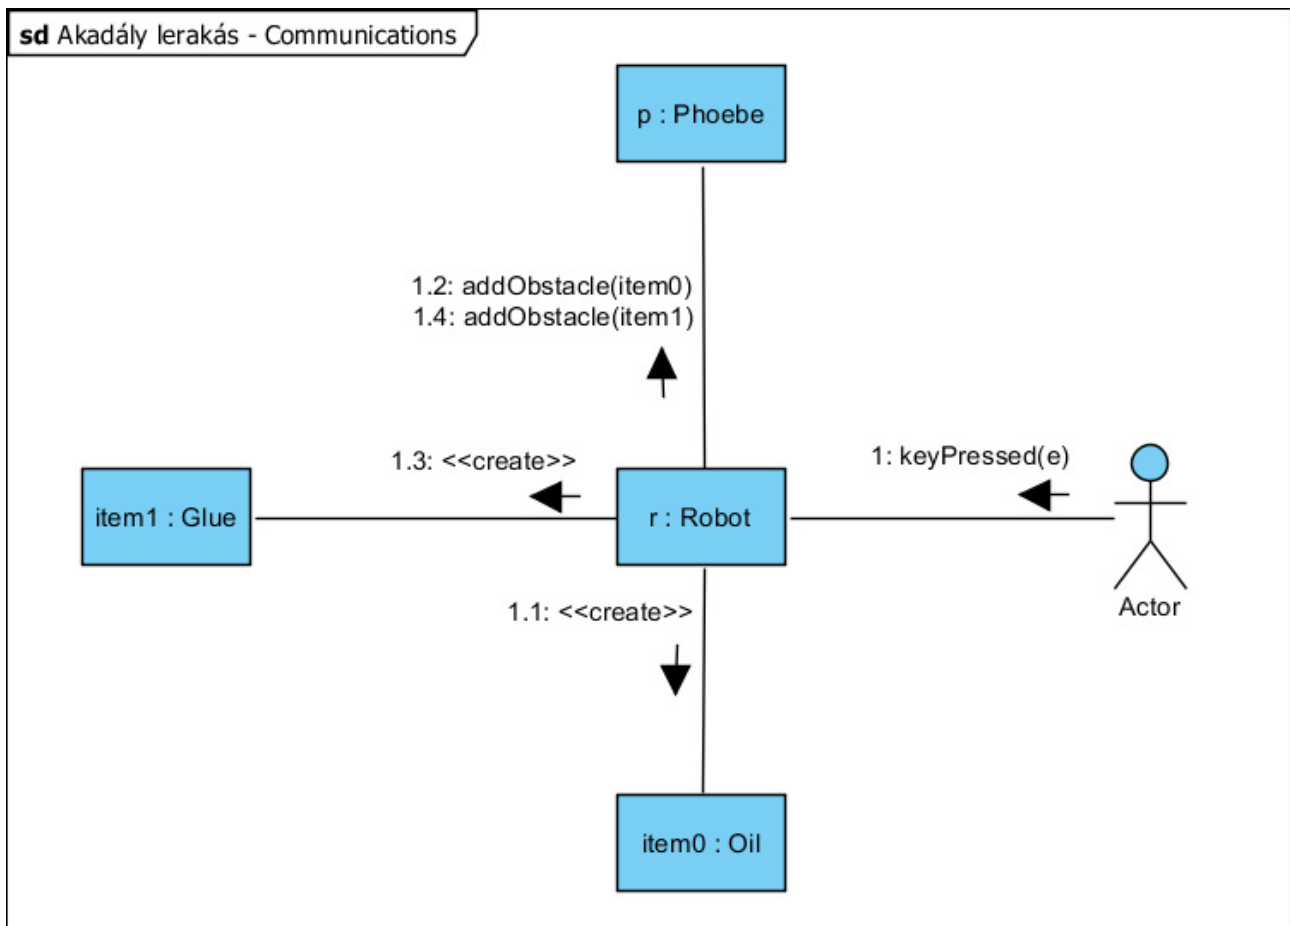 sd Akadály lerakás - Communications
p : Phoebe
1.2: addObstacle(item0)
1.4: addObstacle(item1)
1.3: <<create>>
1: keyPressed(e)
item1 : Glue
r : Robot
Actor
1.1: <<create>>
item0 : Oil